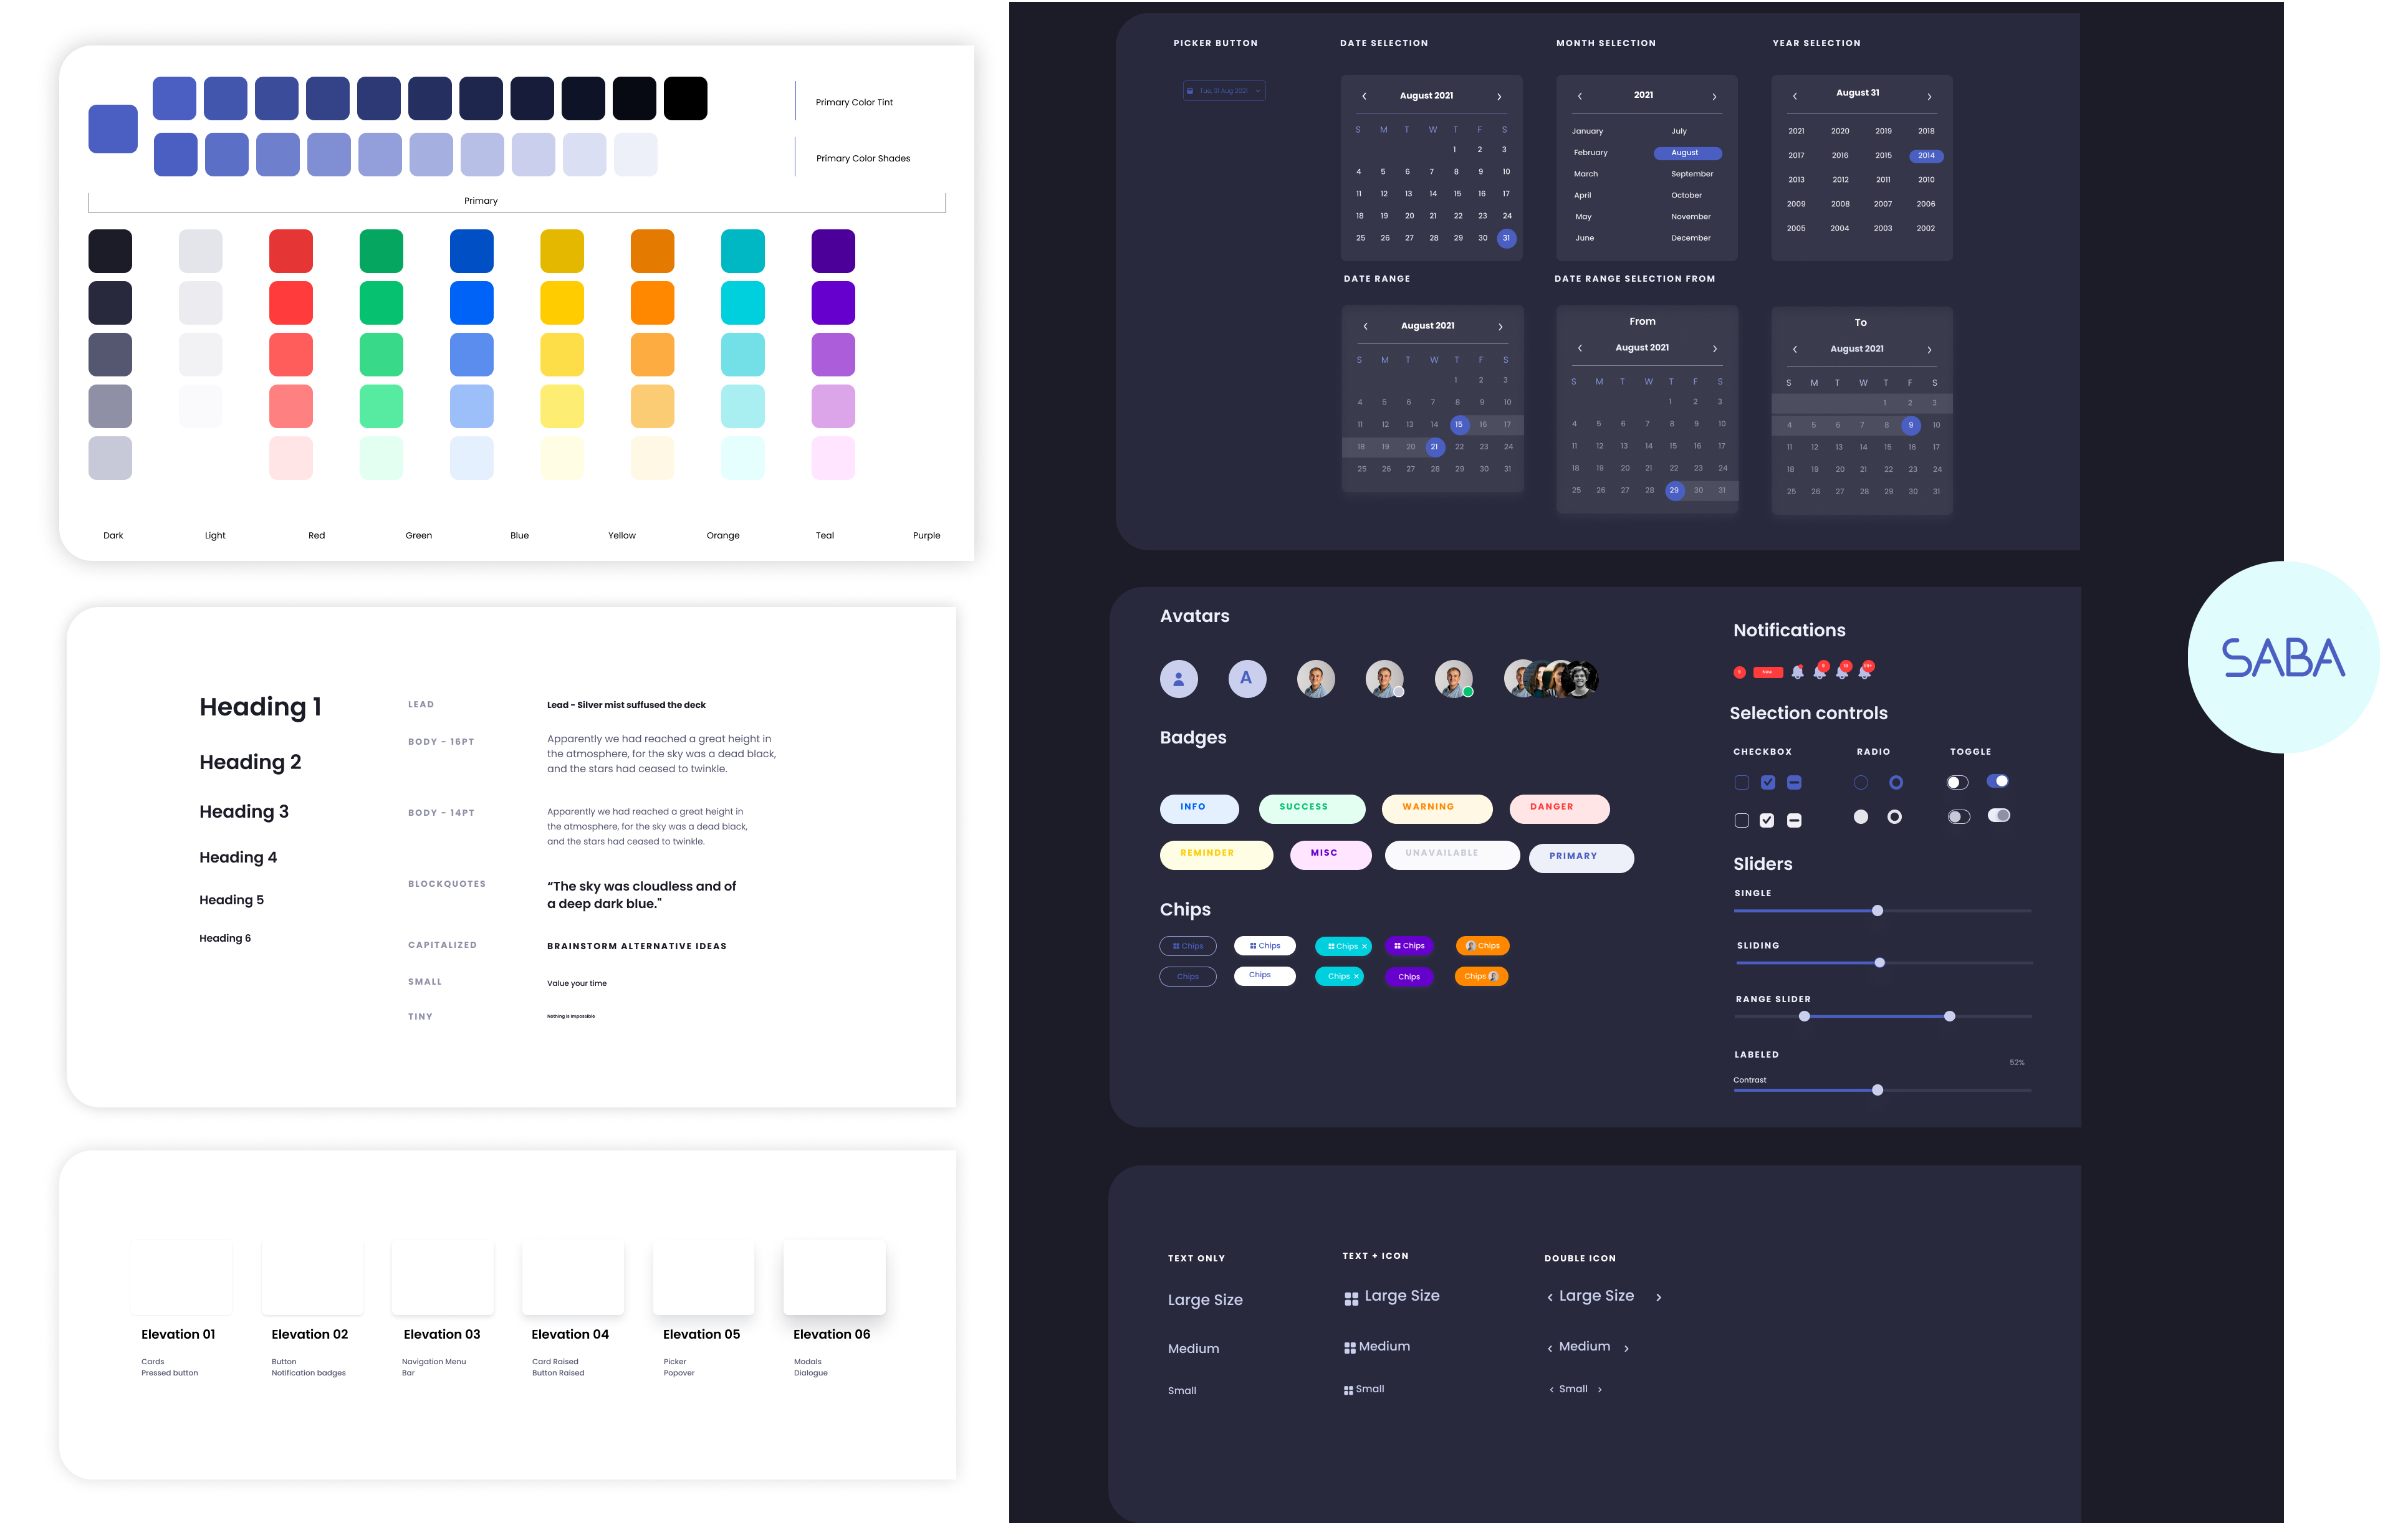 Primary Color Tint
Primary Color Shades
Primary
Dark Light Red Green Blue Yellow Orange Teal Purple
Heading 1
Heading 2
Heading 3
Heading 4
Heading 5
Heading 6
LEAD
Lead - Silver mist suffused the deck
BODY - 16PT
Apparently we had reached a great height in
the atmosphere, for the sky was a dead black,
and the stars had ceased to twinkle.
BODY - 14PT
Apparently we had reached a great height in
the atmosphere, for the sky was a dead black,
and the stars had ceased to twinkle.
BLOCKQUOTES
“The sky was cloudless and of
a deep dark blue."
CAPITALIZED
BRAINSTORM ALTERNATIVE IDEAS
SMALL
Value your time
TINY
Nothing is Impossible
Elevation 01
Cards
Pressed button
Elevation 02
Button
Notification badges
Elevation 03
Navigation Menu
Bar
Elevation 04
Card Raised
Button Raised
Elevation 05
Picker
Popover
Elevation 06
Modals
Dialogue
PICKER BUTTON
Tue, 31 Aug 2021
DATE SELECTION
August 2021
S M T W T F S
1 2 3
4 5 6 7 8 9 10
11 12 13 14 15 16 17
18 19 20 21 22 23 24
25 26 27 28 29 30 31
MONTH SELECTION
2021
January July
February August
March September
April October
May November
June December
YEAR SELECTION
August 31
2021 2020 2019 2018
2017 2016 2015 2014
2013 2012 2011 2010
2009 2008 2007 2006
2005 2004 2003 2002
DATE RANGE
August 2021
S M T W T F S
1 2 3
4 5 6 7 8 9 10
11 12 13 14 15 16 17
18 19 20 21 22 23 24
25 26 27 28 29 30 31
DATE RANGE SELECTION FROM
From
August 2021
S M T W T F S
1 2 3
4 5 6 7 8 9 10
11 12 13 14 15 16 17
18 19 20 21 22 23 24
25 26 27 28 29 30 31
To
August 2021
S M T W T F S
1 2 3
4 5 6 7 8 9 10
11 12 13 14 15 16 17
18 19 20 21 22 23 24
25 26 27 28 29 30 31
Avatars
A
Badges
INFO SUCCESS WARNING DANGER
REMINDER MISC UNAVAILABLE PRIMARY
Chips
Chips Chips Chips × Chips Chips
Chips Chips Chips × Chips Chips
Notifications
New
Selection controls
CHECKBOX RADIO TOGGLE
Sliders
SINGLE
SLIDING
RANGE SLIDER
LABELED
52%
Contrast
TEXT ONLY
Large Size
Medium
Small
TEXT + ICON
Large Size
Medium
Small
DOUBLE ICON
Large Size
Medium
Small
SABA